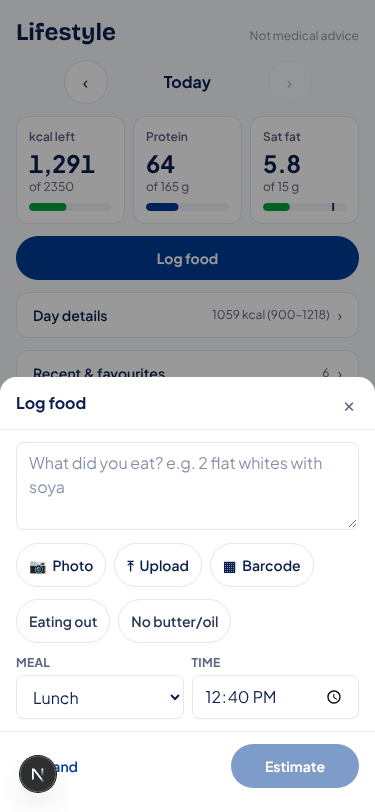 Lifestyle
Not medical advice
‹ Today ›
kcal left
1,291
of 2350
Protein
64
of 165 g
Sat fat
5.8
of 15 g
Log food
Day details 1059 kcal (900–1218) ›
Recent & favourites 6 ›
Log food ×
What did you eat? e.g. 2 flat whites with
soya
Photo
Upload
Barcode
Eating out
No butter/oil
MEAL
TIME
Lunch
12:40 PM
N
Estimate